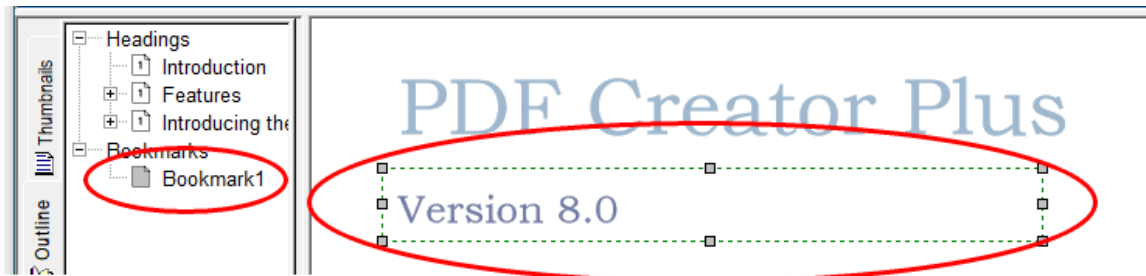 Thumbnails
Outline
Headings
Introduction
Features
Introducing the
Bookmarks
Bookmark1
PDF Creator Plus
Version 8.0